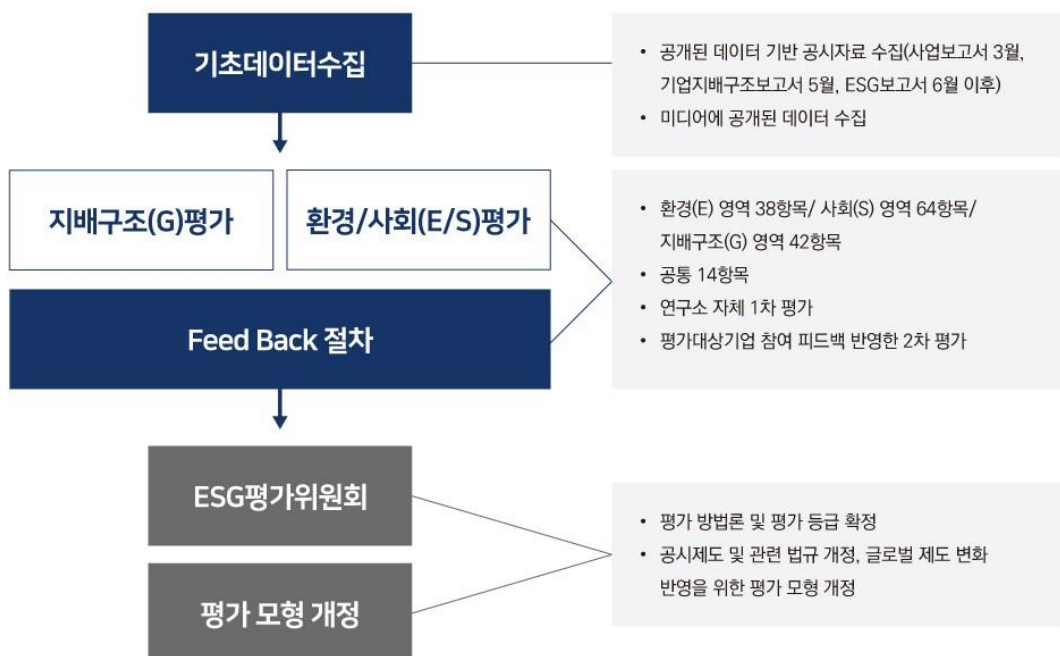 기초데이터수집
• 공개된 데이터 기반 공시자료 수집(사업보고서 3월,
기업지배구조보고서 5월, ESG보고서 6월 이후)
• 미디어에 공개된 데이터 수집
지배구조(G)평가
환경/사회(E/S)평가
Feed Back 절차
• 환경(E) 영역 38항목/ 사회(S) 영역 64항목/
지배구조(G) 영역 42항목
• 공통 14항목
• 연구소 자체 1차 평가
• 평가대상기업 참여 피드백 반영한 2차 평가
ESG평가위원회
평가 모형 개정
• 평가 방법론 및 평가 등급 확정
• 공시제도 및 관련 법규 개정, 글로벌 제도 변화
반영을 위한 평가 모형 개정